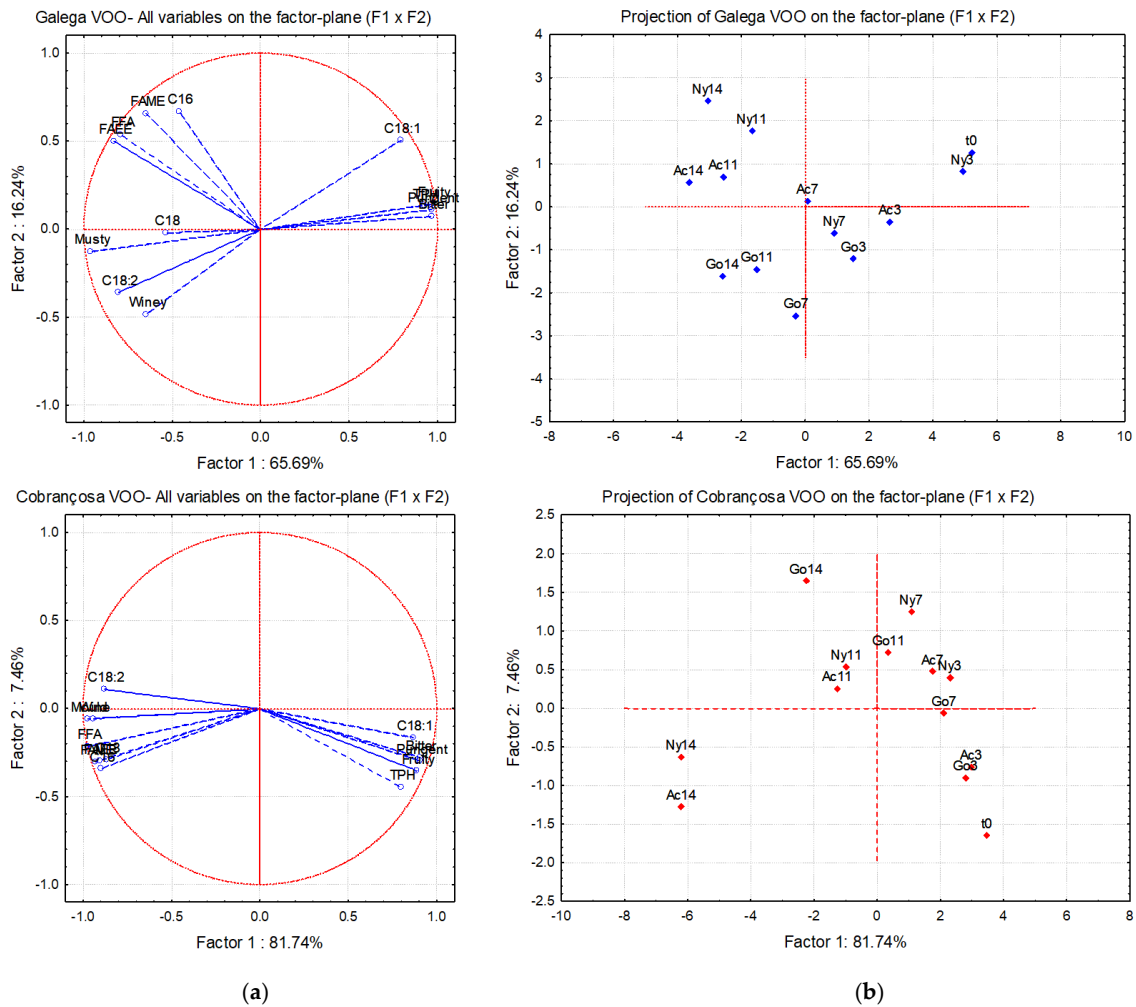 Galega VOO- All variables on the factor-plane (F1 x F2)
1.0
0.5
0.0
-0.5
-1.0
Factor 2 : 16.24%
FAME
C16
FFA
FAEE
C18:1
Fruity
TPH
Pungent
Bitter
C18
Musty
C18:2
Winey
-1.0 -0.5 0.0 0.5 1.0
Factor 1 : 65.69%
Projection of Galega VOO on the factor-plane (F1 x F2)
4
3
2
1
0
-1
-2
-3
-4
-5
Factor 2: 16.24%
Ny14
Ny11
t0
Ny3
Ac14
Ac11
Ac7
Ac3
Ny7
Go3
Go14
Go11
Go7
-8 -6 -4 -2 0 2 4 6 8 10
Factor 1: 65.69%
Cobrançosa VOO- All variables on the factor-plane (F1 x F2)
1.0
0.5
0.0
-0.5
-1.0
Factor 2 : 7.46%
C18:2
FFA
C18:1
Bitter
Pungent
Fruity
TPH
-1.0 -0.5 0.0 0.5 1.0
Factor 1 : 81.74%
Projection of Cobrançosa VOO on the factor-plane (F1 x F2)
2.5
2.0
1.5
1.0
0.5
0.0
-0.5
-1.0
-1.5
-2.0
-2.5
Factor 2: 7.46%
Go14
Ny7
Go11
Ny11
Ac11
Ac7
Ny3
Go7
Ny14
Ac3
Go3
Ac14
t0
-10 -8 -6 -4 -2 0 2 4 6 8
Factor 1: 81.74%
(a)
(b)